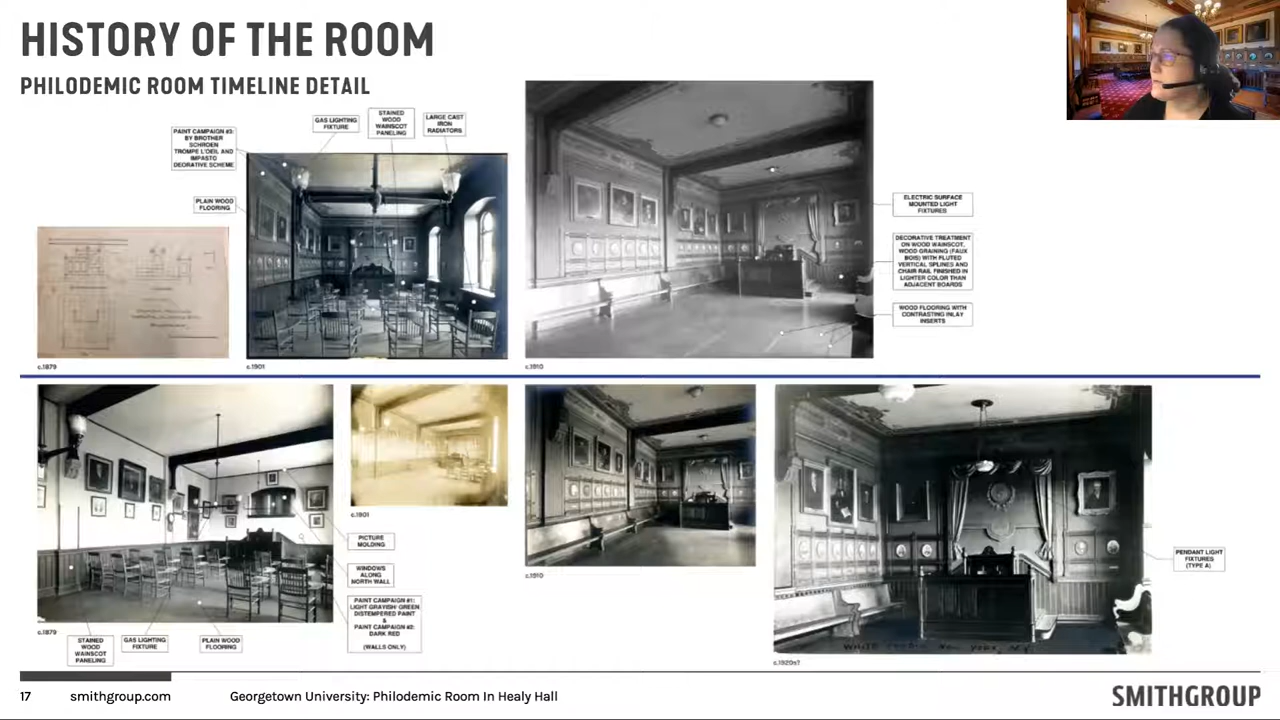 HISTORY OF THE ROOM
PHILODEMIC ROOM TIMELINE DETAIL
PAINT CAMPAIGN #3:
BY BROTHER
SCHROEN
TROMPE L'OEIL AND
IMPASTO
DEORATIVE SCHEME
GAS LIGHTING
FIXTURE
STAINED
WOOD
WAINSCOT
PANELING
LARGE CAST
IRON
RADIATORS
PLAIN WOOD
FLOORING
ELECTRIC SURFACE
MOUNTED LIGHT
FIXTURES
DECORATIVE TREATMENT
ON WOOD WAINSCOT,
WOOD GRAINING (FAUX
BOIS) WITH FLUTED
VERTICAL SPLINES AND
CHAIR RAIL FINISHED IN
LIGHTER COLOR THAN
ADJACENT BOARDS
WOOD FLOORING WITH
CONTRASTING INLAY
INSERTS
c.1879
c.1901
c.1910
c.1901
PICTURE
MOLDING
WINDOWS
ALONG
NORTH WALL
PAINT CAMPAIGN #1:
LIGHT GRAYISH/GREEN
DISTEMPERED PAINT
&
PAINT CAMPAIGN #2:
DARK RED
(WALLS ONLY)
c.1910
PENDANT LIGHT
FIXTURES
(TYPE A)
c.1879
STAINED
WOOD
WAINSCOT
PANELING
GAS LIGHTING
FIXTURE
PLAIN WOOD
FLOORING
c.1920s?
17 smithgroup.com Georgetown University: Philodemic Room In Healy Hall SMITHGROUP